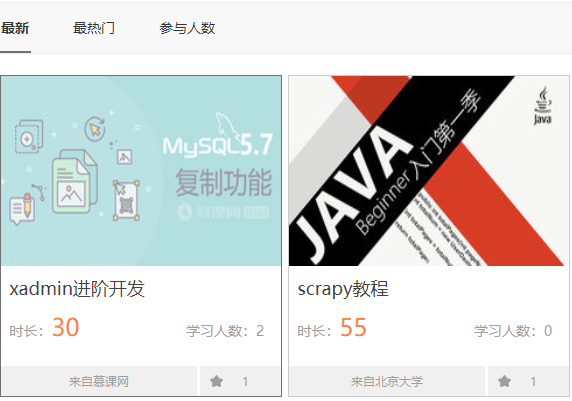 最新 最热门 参与人数
MySQL5.7
复制功能
慕课网
JAVA
Beginner 入门第一季
Java
xadmin进阶开发
时长：30 学习人数：2
来自慕课网 1
scrapy教程
时长：55 学习人数：0
来自北京大学 1